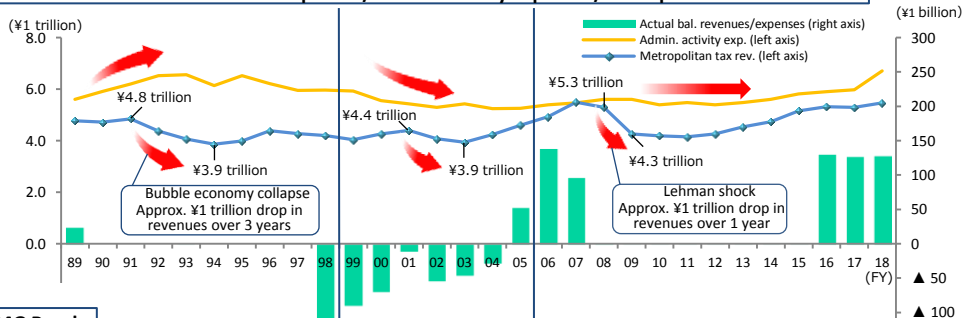 (¥1 trillion)
(¥1 billion)
Actual bal. revenues/expenses (right axis)
Admin. activity exp. (left axis)
Metropolitan tax rev. (left axis)
8.0
6.0
4.0
2.0
0.0
300
250
200
150
100
50
0
▲ 50
▲ 100
¥4.8 trillion
¥3.9 trillion
¥4.4 trillion
¥3.9 trillion
¥5.3 trillion
¥4.3 trillion
Bubble economy collapse
Approx. ¥1 trillion drop in
revenues over 3 years
Lehman shock
Approx. ¥1 trillion drop in
revenues over 1 year
89 90 91 92 93 94 95 96 97 98 99 00 01 02 03 04 05 06 07 08 09 10 11 12 13 14 15 16 17 18
(FY)